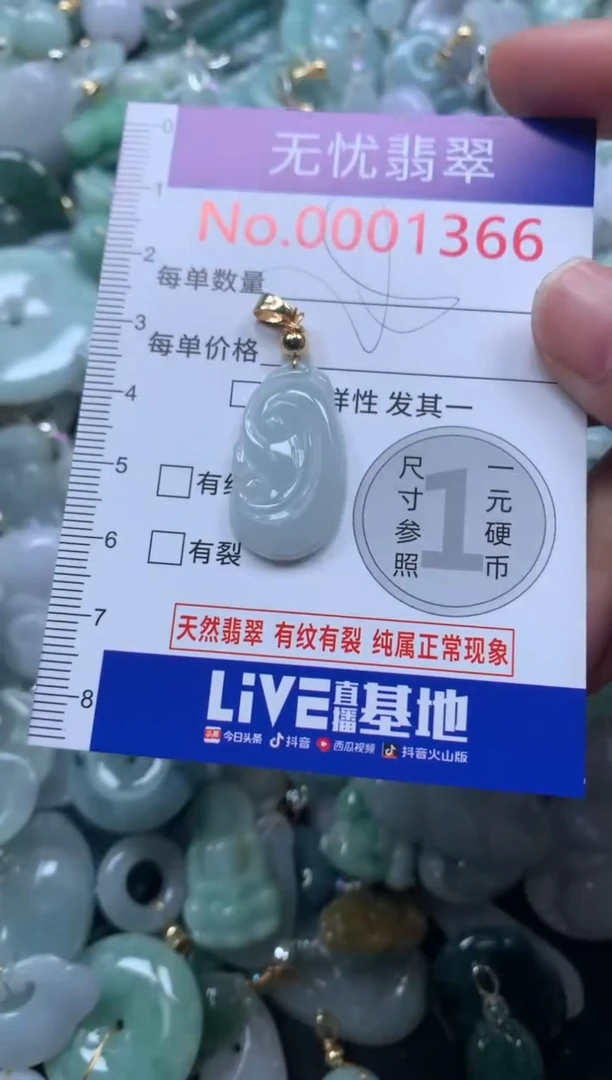 无忧翡翠
No.0001366
0
1
2
3
4
5
6
7
8
每单数量
每单价格
样性 发其一
有纹
有裂
1
尺寸参照
一元硬币
天然翡翠 有纹有裂 纯属正常现象
LiVE直播基地
头条 今日头条 抖音 西瓜视频 抖音火山版